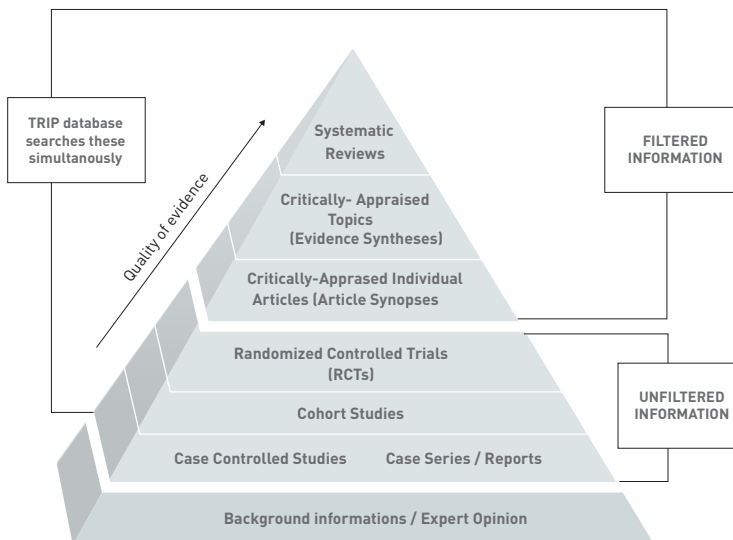 TRIP database
searches these
simultanously
Quality of evidence
Systematic
Reviews
Critically- Appraised
Topics
(Evidence Syntheses)
Critically-Apprased Individual
Articles (Article Synopses
FILTERED
INFORMATION
Randomized Controlled Trials
(RCTs)
Cohort Studies
Case Controlled Studies Case Series / Reports
UNFILTERED
INFORMATION
Background informations / Expert Opinion